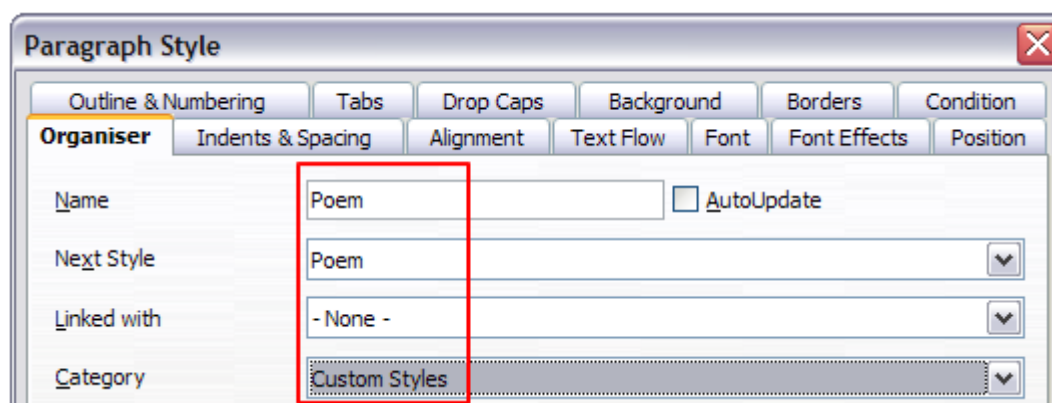 Paragraph Style
Outline & Numbering Tabs Drop Caps Background Borders Condition
Organiser Indents & Spacing Alignment Text Flow Font Font Effects Position
Name Poem AutoUpdate
Next Style Poem
Linked with - None -
Category Custom Styles